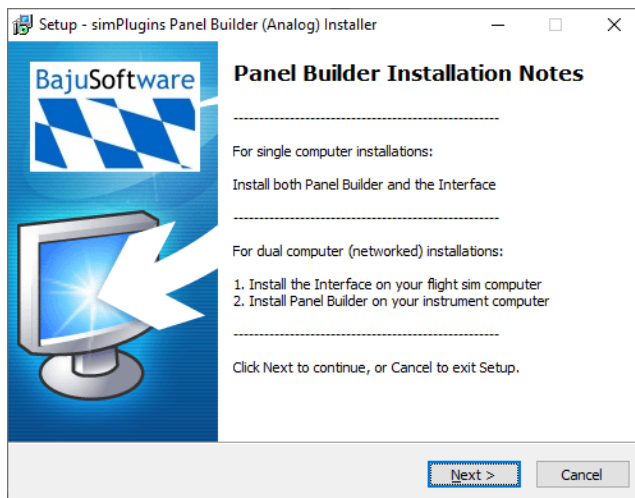 Setup - simPlugins Panel Builder (Analog) Installer
BajuSoftware
Panel Builder Installation Notes
----------------------------------------------------
For single computer installations:
Install both Panel Builder and the Interface
----------------------------------------------------
For dual computer (networked) installations:
1. Install the Interface on your flight sim computer
2. Install Panel Builder on your instrument computer
----------------------------------------------------
Click Next to continue, or Cancel to exit Setup.
Next >
Cancel